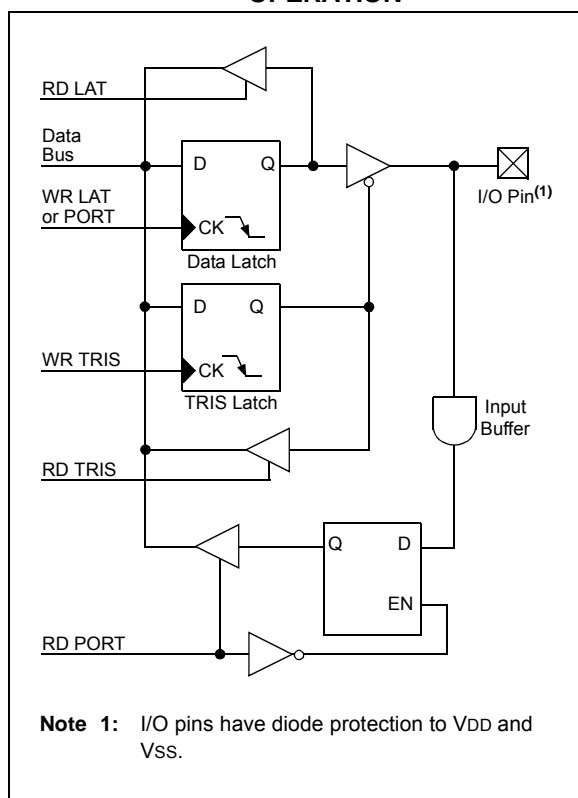 OPERATION
RD LAT
Data
Bus
D Q
WR LAT
or PORT
CK
Data Latch
I/O Pin(1)
D Q
WR TRIS
CK
TRIS Latch
Input
Buffer
RD TRIS
Q D
EN
RD PORT
Note 1: I/O pins have diode protection to VDD and
VSS.